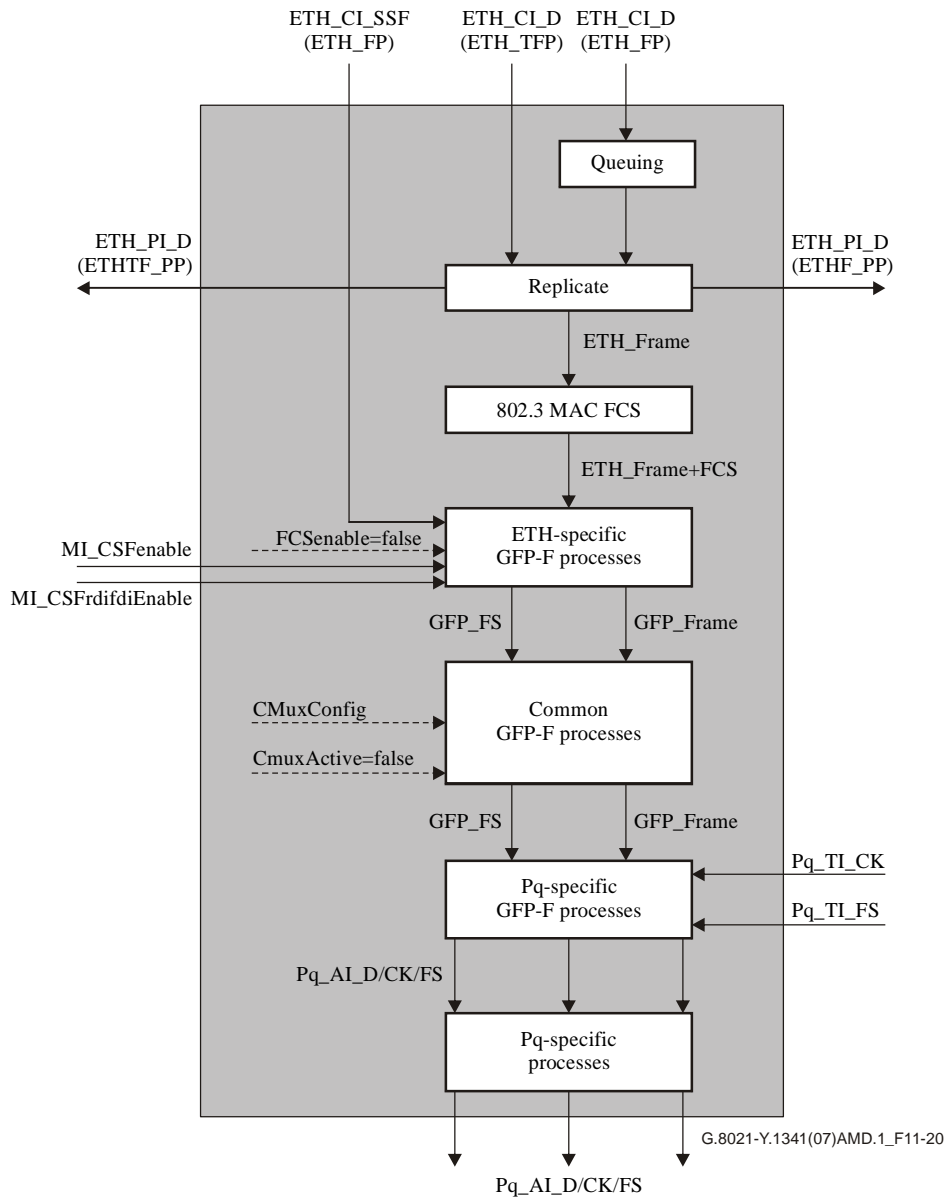 ETH_CI_SSF
(ETH_FP)
ETH_CI_D
(ETH_TFP)
ETH_CI_D
(ETH_FP)
Queuing
ETH_PI_D
(ETHTF_PP)
ETH_PI_D
(ETHF_PP)
Replicate
ETH_Frame
802.3 MAC FCS
ETH_Frame+FCS
FCSenable=false
ETH-specific
GFP-F processes
MI_CSFenable
MI_CSFrdifdiEnable
GFP_FS
GFP_Frame
CMuxConfig
Common
GFP-F processes
CmuxActive=false
GFP_FS
GFP_Frame
Pq_TI_CK
Pq-specific
GFP-F processes
Pq_TI_FS
Pq_AI_D/CK/FS
Pq-specific
processes
G.8021-Y.1341(07)AMD.1_F11-20
Pq_AI_D/CK/FS